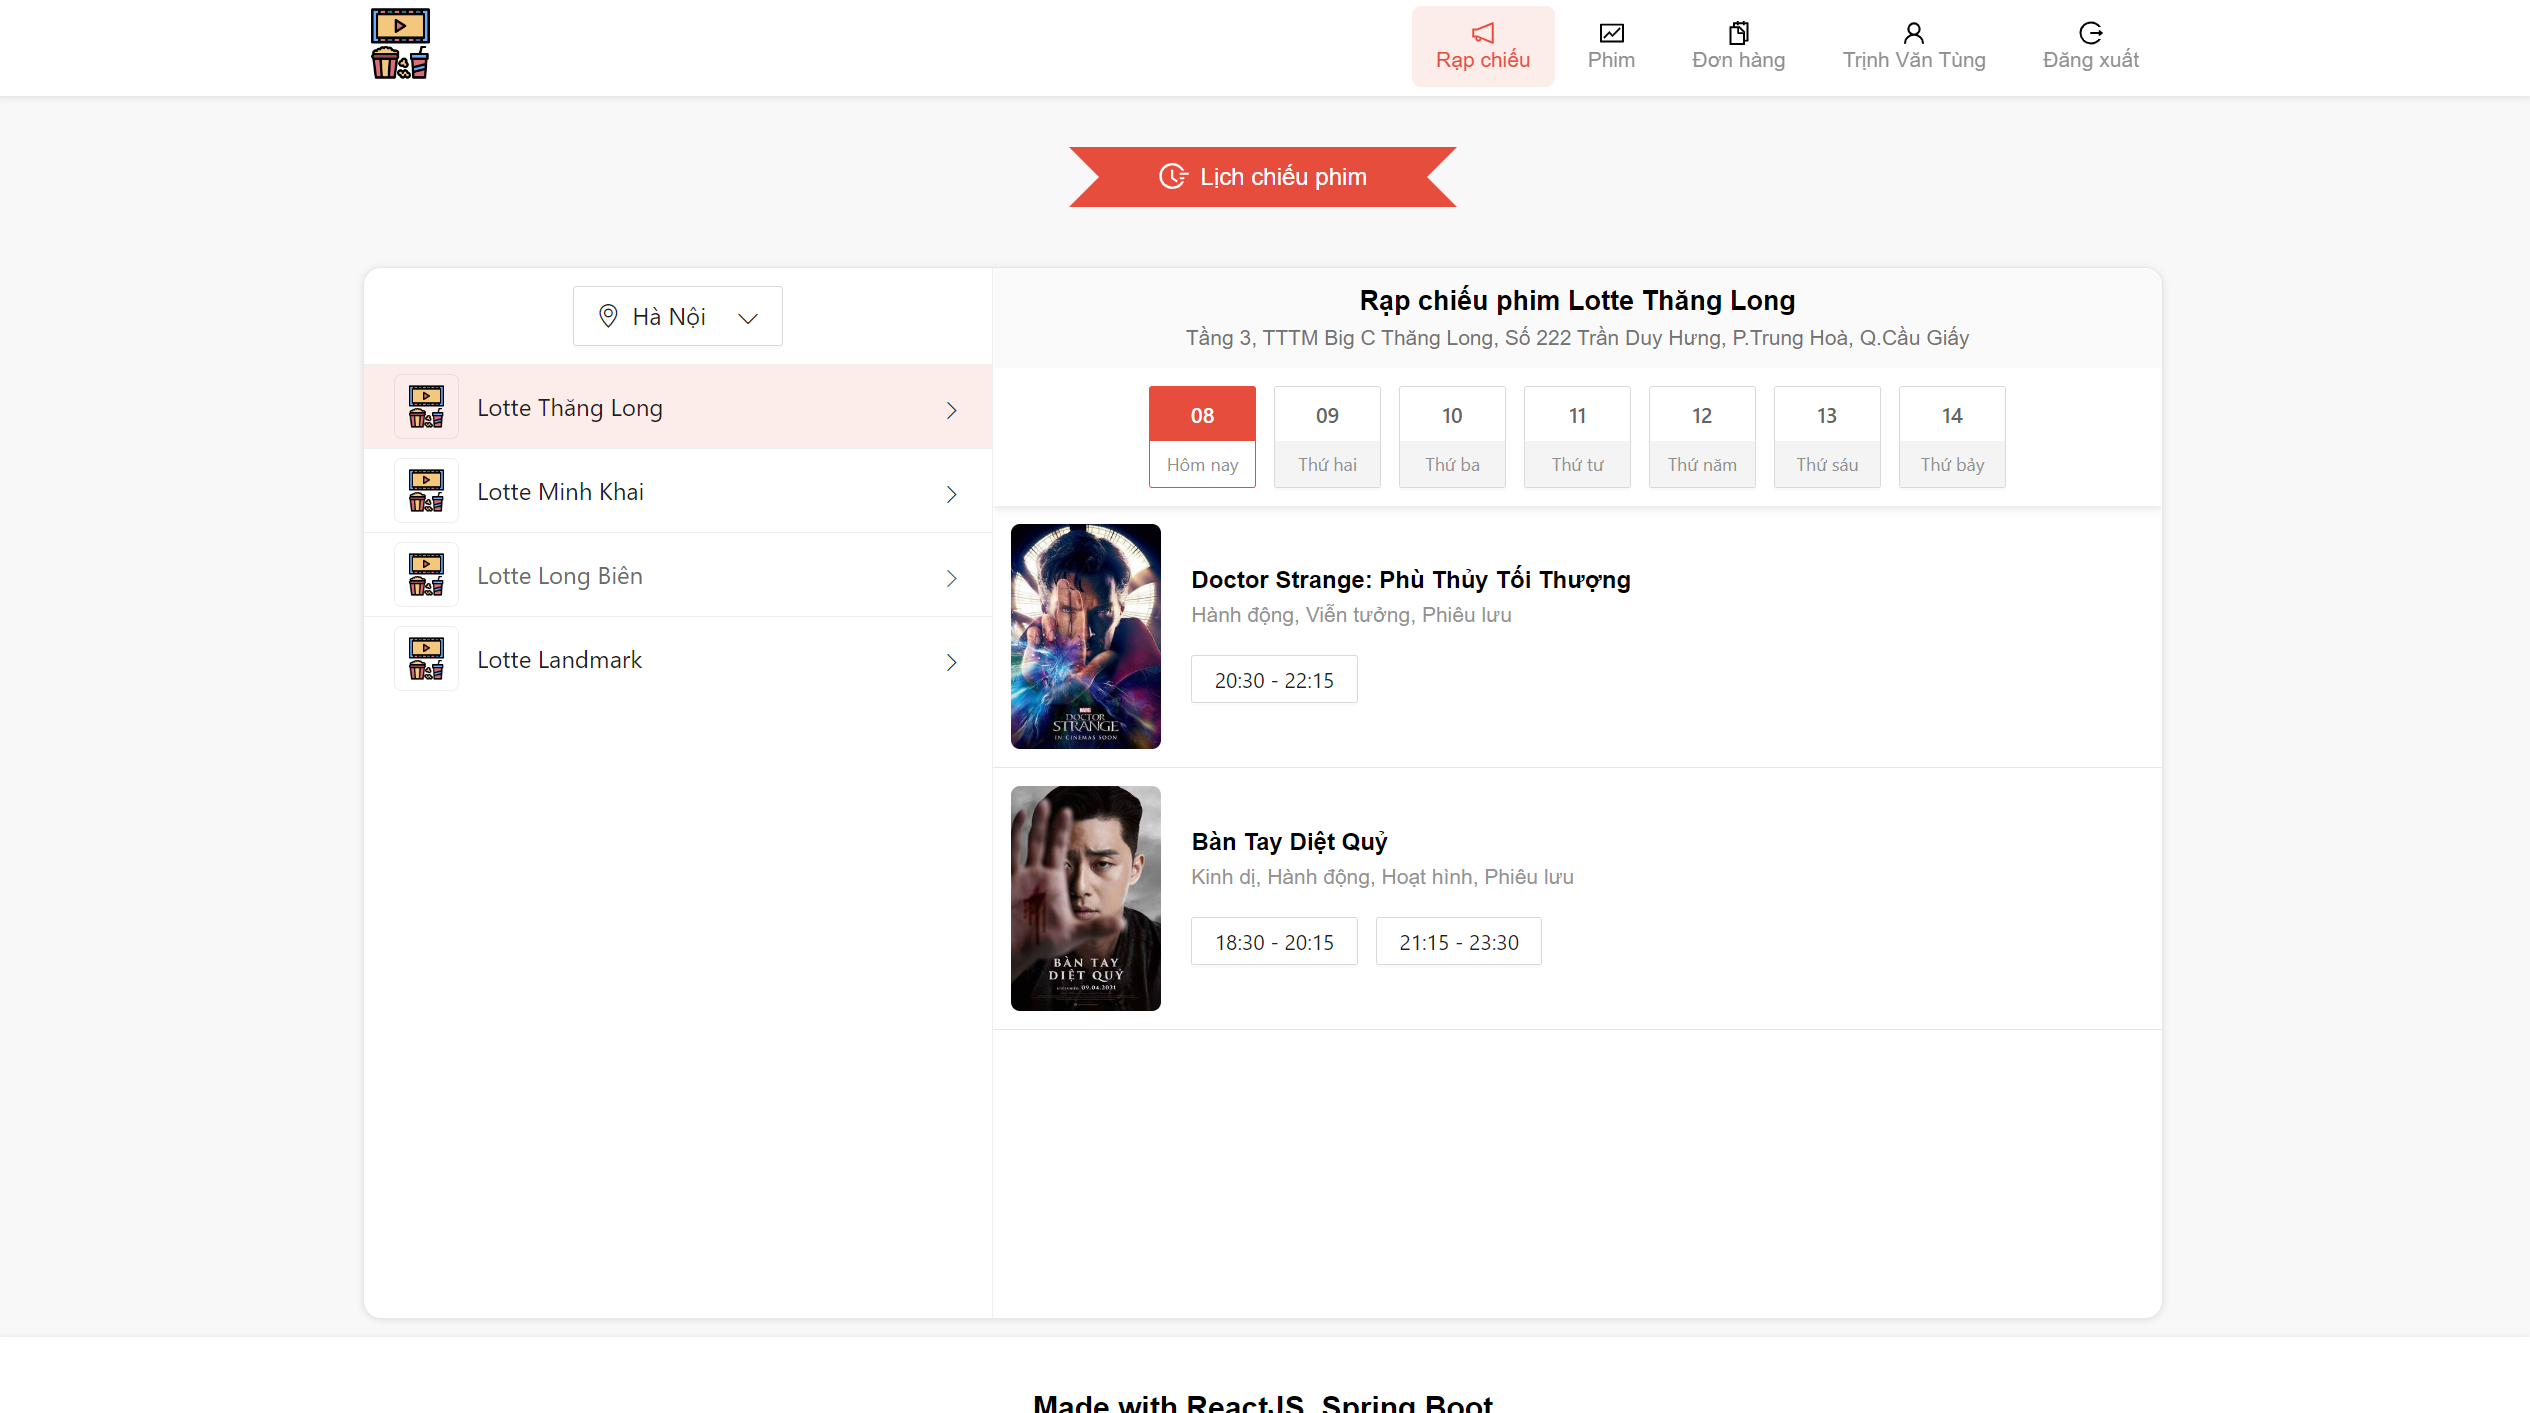 Rạp chiếu
Phim
Đơn hàng
Trịnh Văn Tùng
Đăng xuất
Lịch chiếu phim
Hà Nội
Lotte Thăng Long
Lotte Minh Khai
Lotte Long Biên
Lotte Landmark
Rạp chiếu phim Lotte Thăng Long
Tầng 3, TTTM Big C Thăng Long, Số 222 Trần Duy Hưng, P.Trung Hoà, Q.Cầu Giấy
08 09 10 11 12 13 14
Hôm nay Thứ hai Thứ ba Thứ tư Thứ năm Thứ sáu Thứ bảy
MARVEL
DOCTOR
STRANGE
IN CINEMAS SOON
Doctor Strange: Phù Thủy Tối Thượng
Hành động, Viễn tưởng, Phiêu lưu
20:30 - 22:15
BÀN TAY
DIỆT QUỶ
09.04.2021
Bàn Tay Diệt Quỷ
Kinh dị, Hành động, Hoạt hình, Phiêu lưu
18:30 - 20:15 21:15 - 23:30
Made with ReactJS, Spring Boot